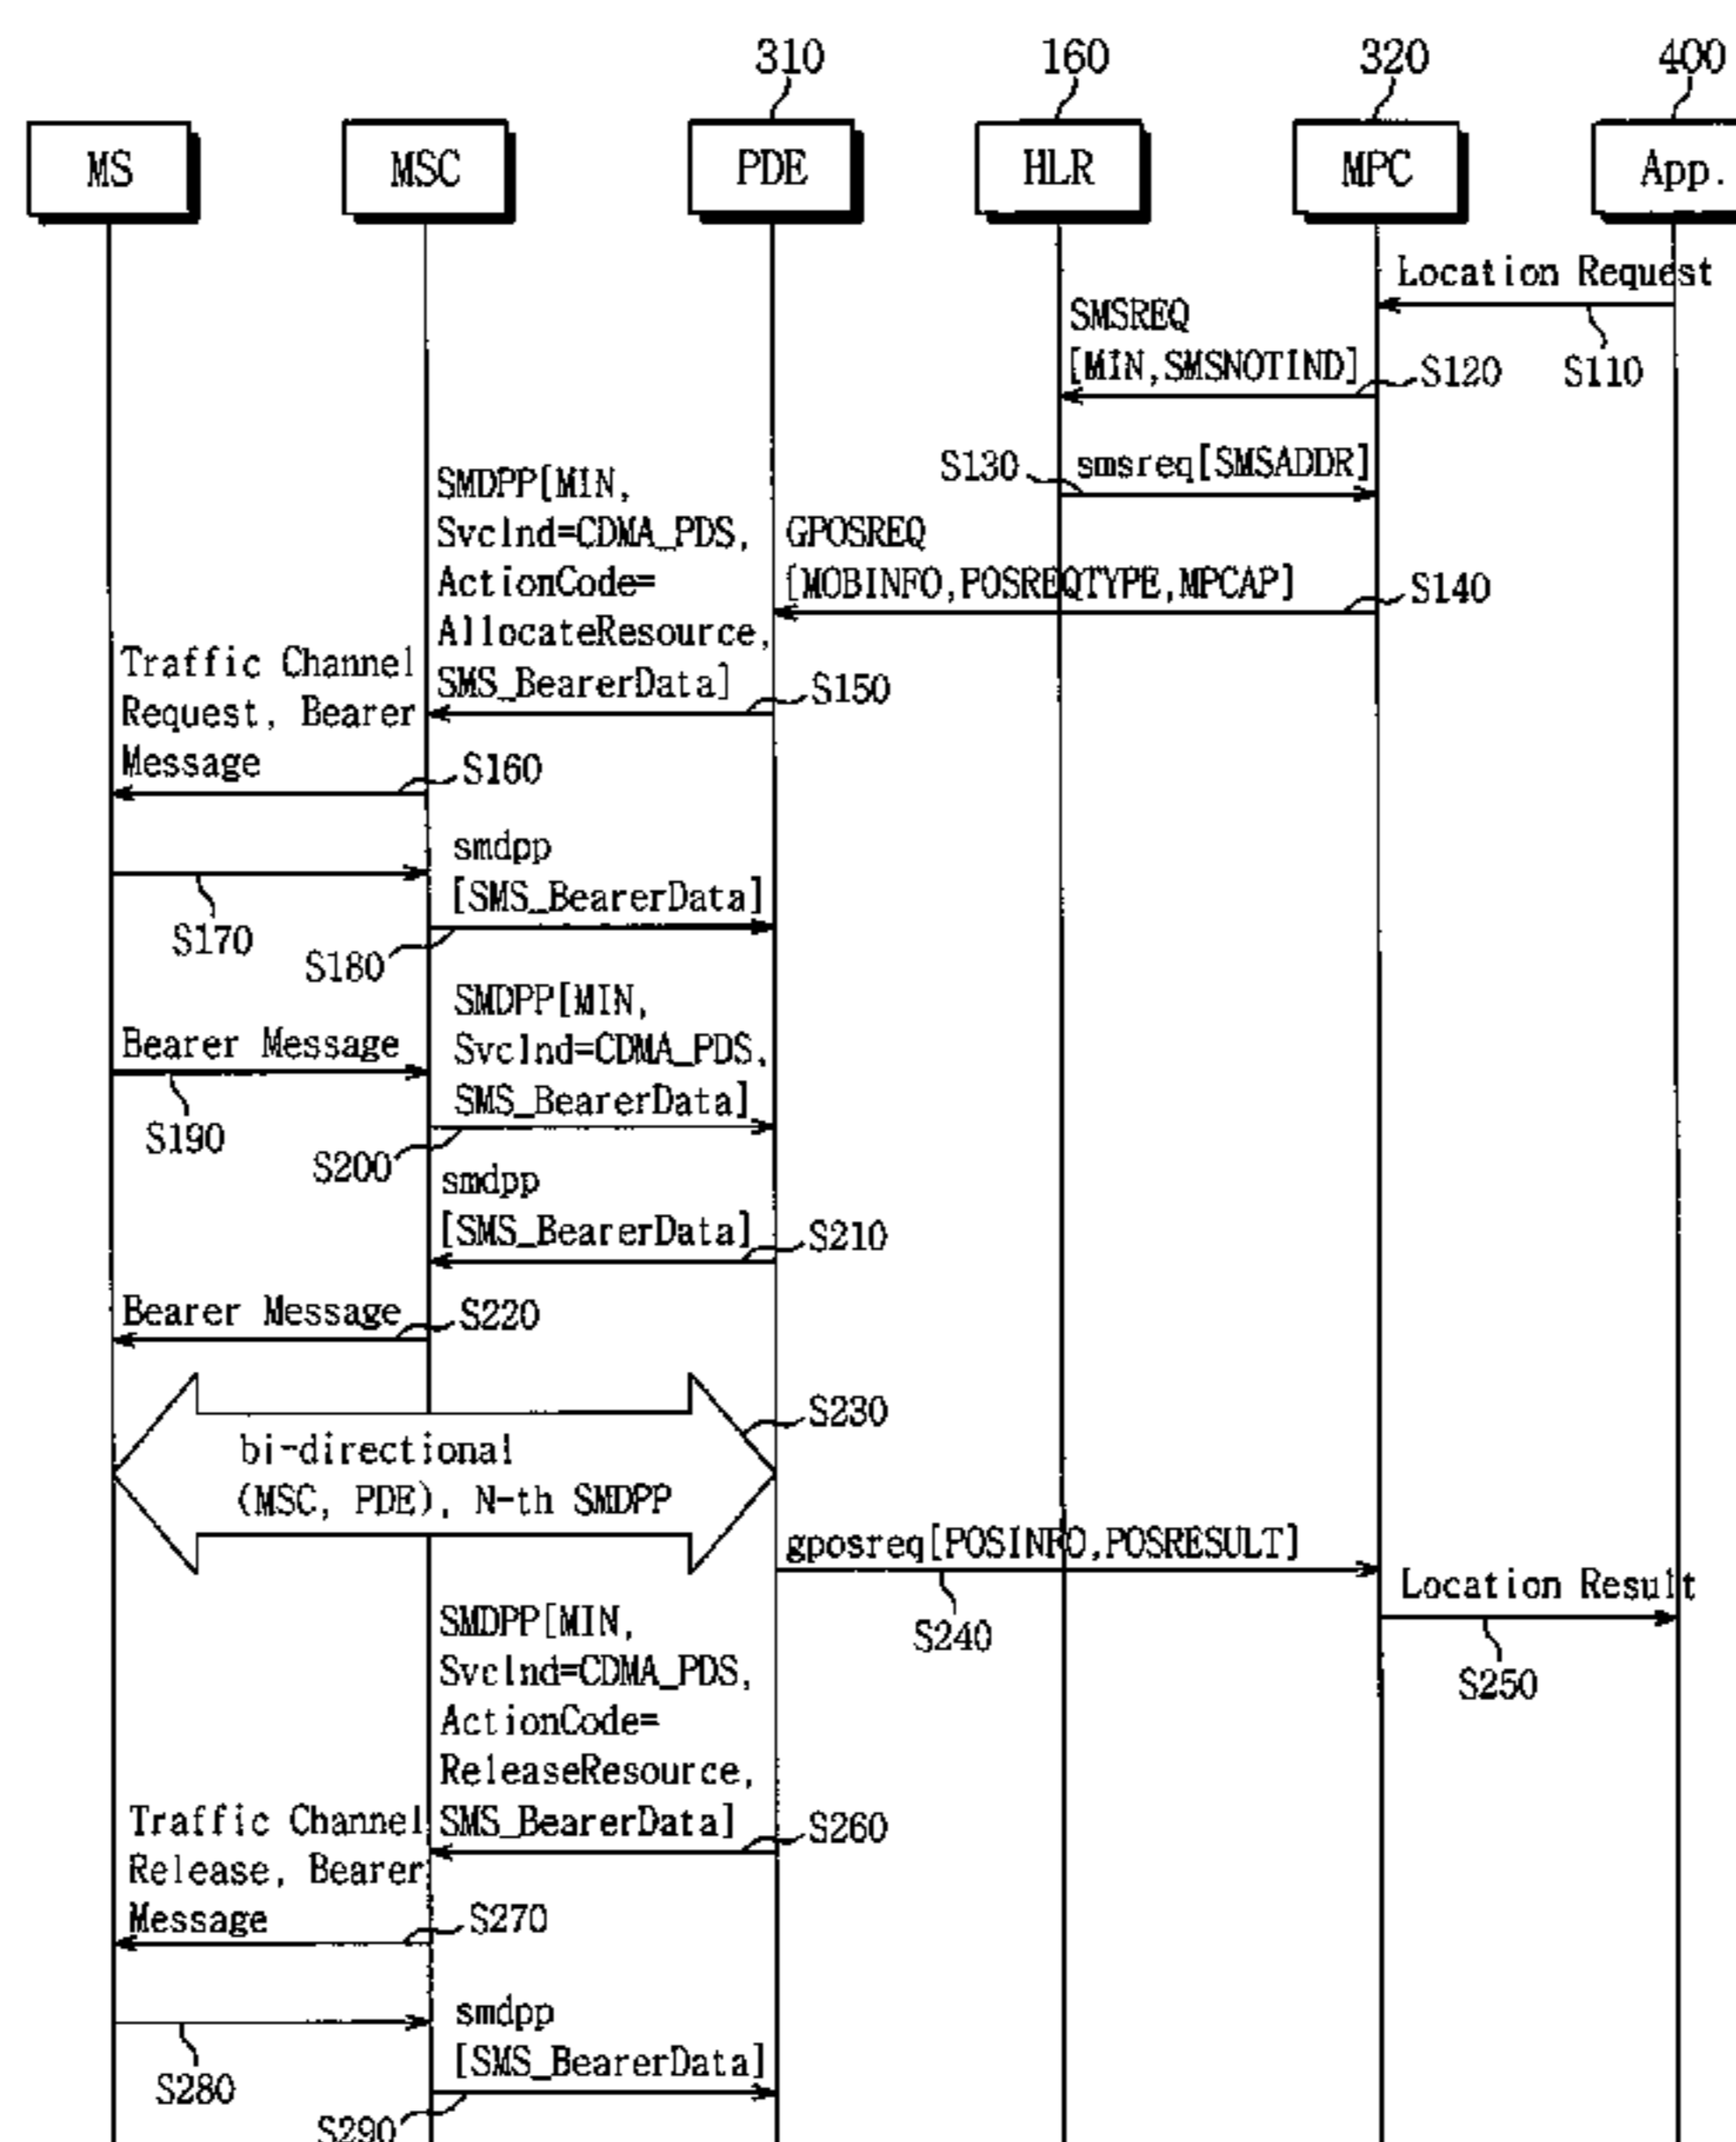 310
160
320
400
MS
MSC
PDE
HLR
MPC
App.
Location Request
S110
SMSREQ
[MIN,SMSNOTIND]
S120
S130
smsreq[SMSADDR]
GPOSREQ
[MOBINFO,POSREQTYPE,MPCAP]
S140
SMDPP[MIN,
SvcInd=CDMA_PDS,
ActionCode=
AllocateResource,
SMS_BearerData]
S150
Traffic Channel
Request, Bearer
Message
S160
S170
smdpp
[SMS_BearerData]
S180
Bearer Message
S190
SMDPP[MIN,
SvcInd=CDMA_PDS,
SMS_BearerData]
S200
smdpp
[SMS_BearerData]
S210
Bearer Message
S220
bi-directional
(MSC, PDE), N-th SMDPP
S230
gposreq[POSINFO,POSRESULT]
S240
Location Result
S250
SMDPP[MIN,
SvcInd=CDMA_PDS,
ActionCode=
ReleaseResource,
SMS_BearerData]
S260
Traffic Channel
Release, Bearer
Message
S270
S280
smdpp
[SMS_BearerData]
S290